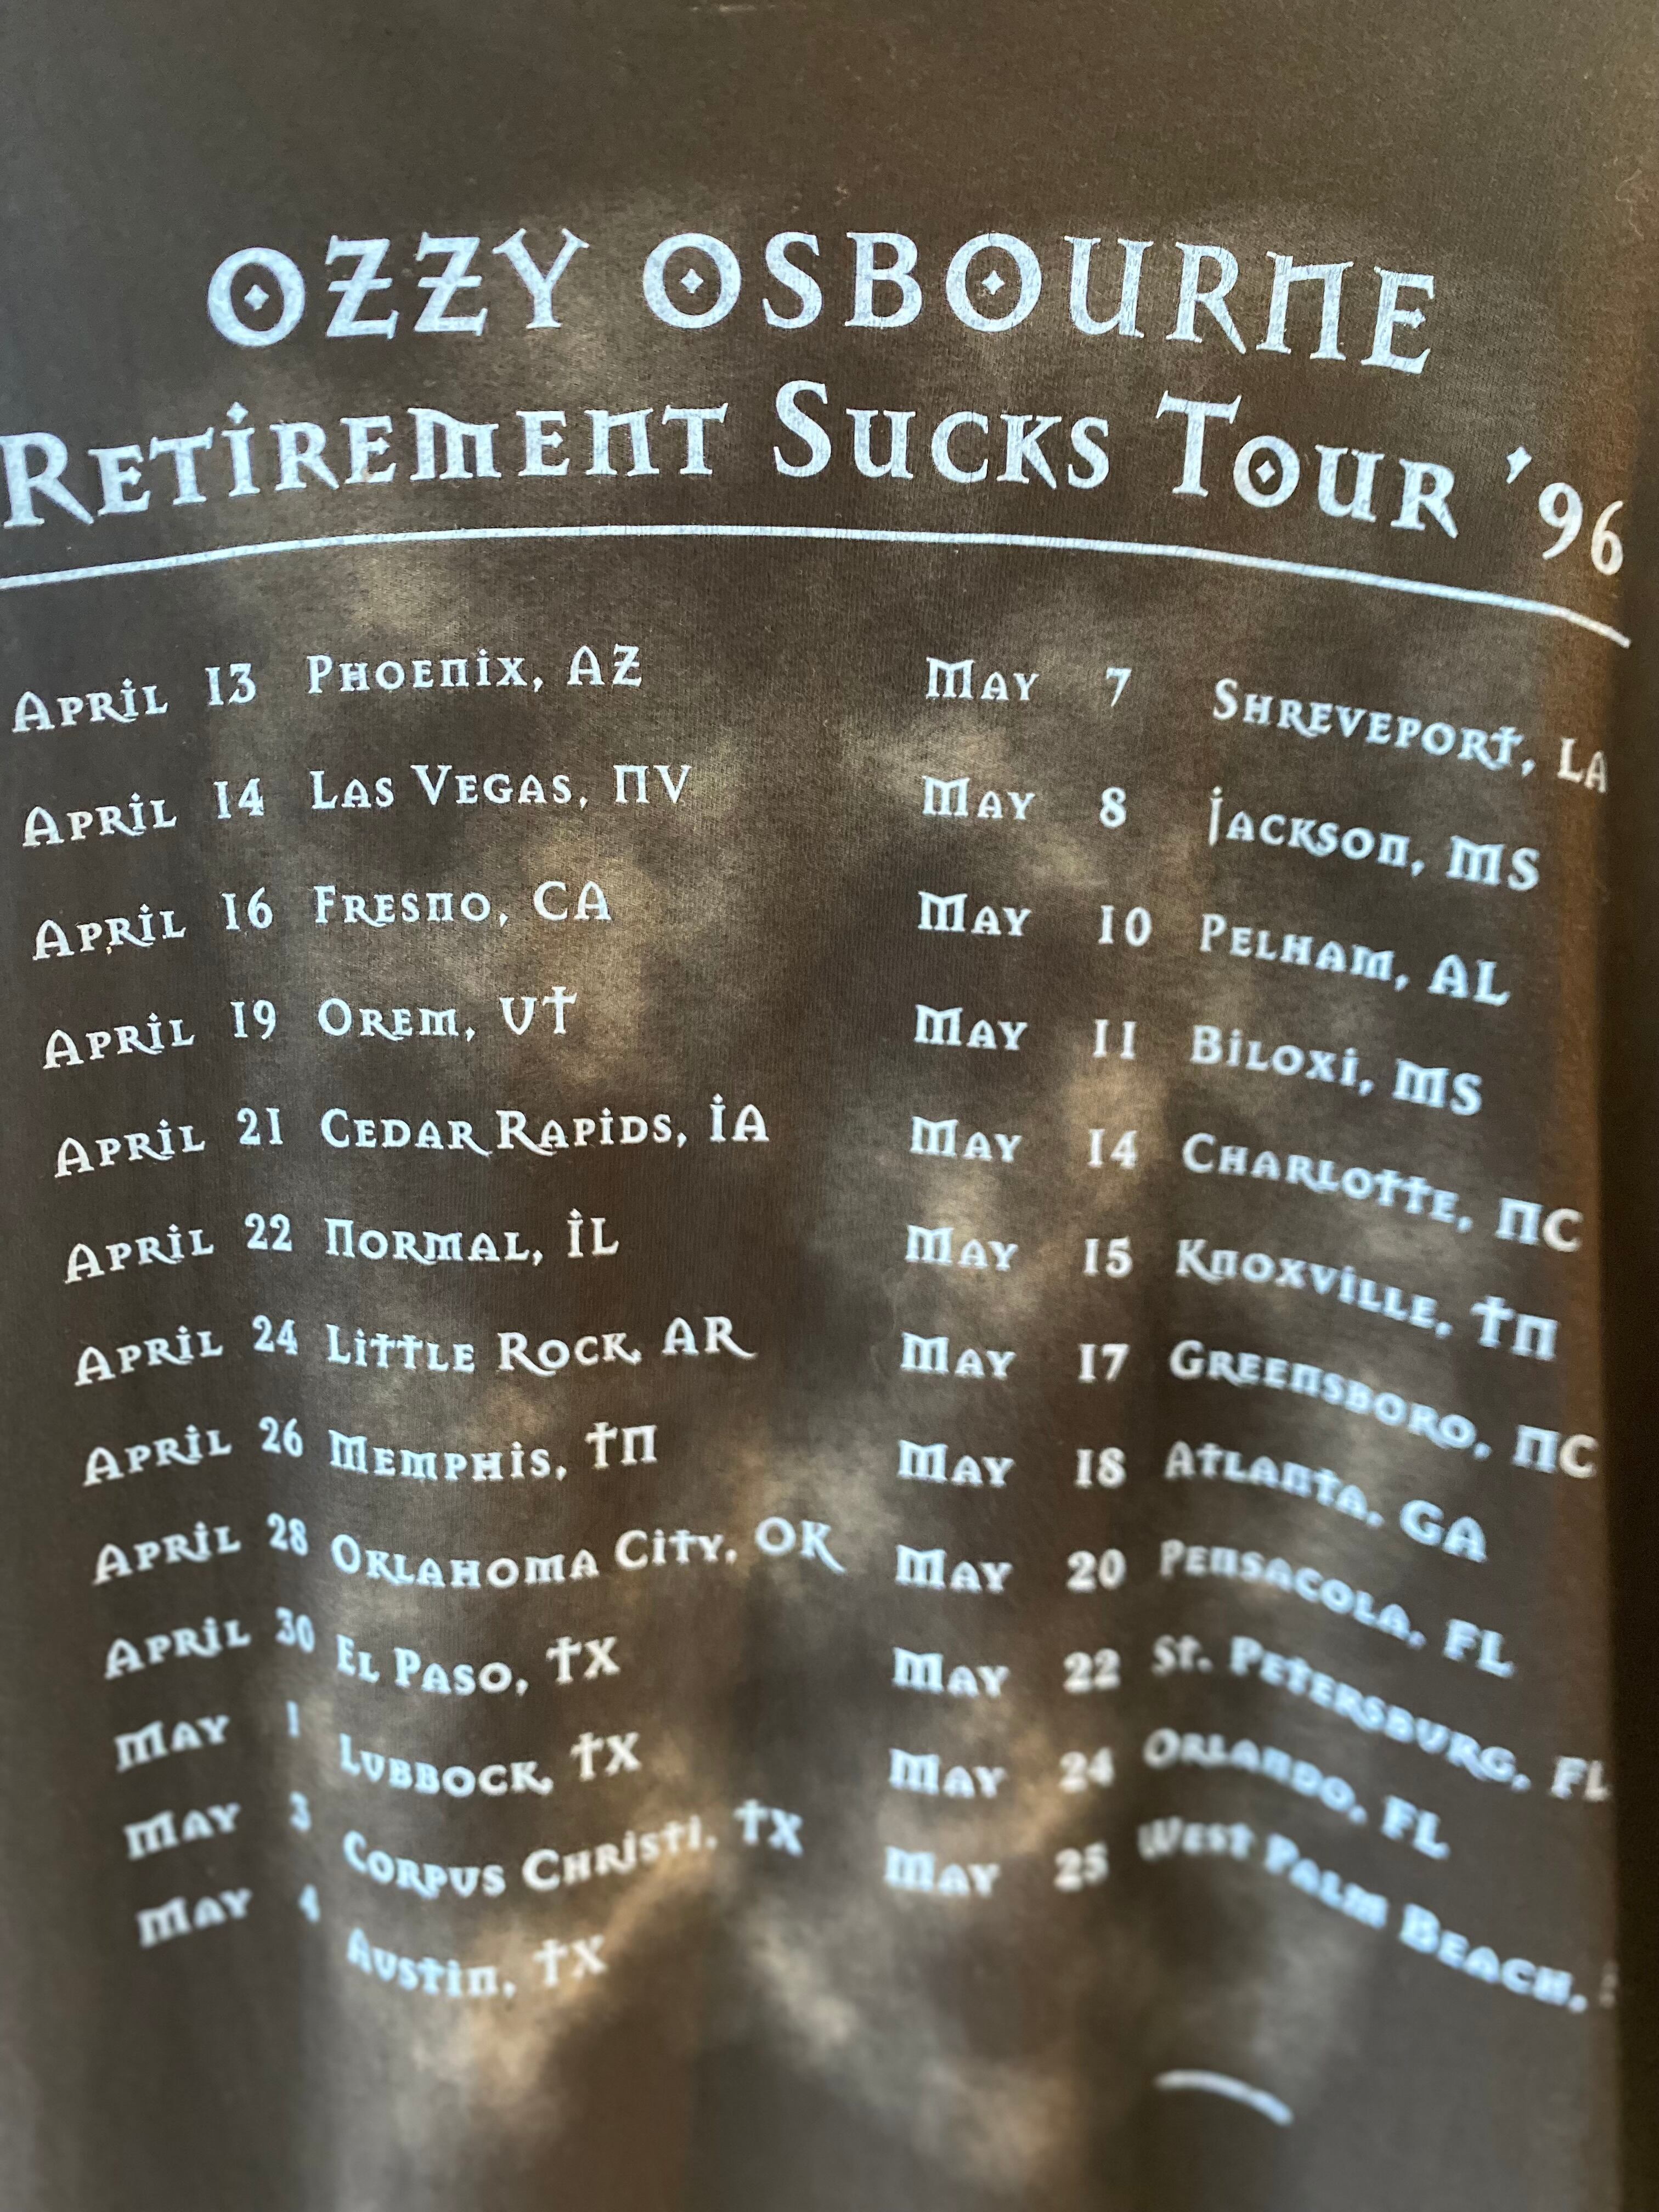 OZZY OSBOURNE
RETIREMENT SUCKS TOUR '96
APRIL 13 PHOENIX, AZ
APRIL 14 LAS VEGAS, NV
APRIL 16 FRESNO, CA
APRIL 19 OREM, UT
APRIL 21 CEDAR RAPIDS, IA
APRIL 22 NORMAL, IL
APRIL 24 LITTLE ROCK, AR
APRIL 26 MEMPHIS, TN
APRIL 28 OKLAHOMA CITY, OK
APRIL 30 EL PASO, TX
MAY 1 LUBBOCK, TX
MAY 3 CORPUS CHRISTI, TX
MAY 4 AUSTIN, TX
MAY 7 SHREVEPORT, LA
MAY 8 JACKSON, MS
MAY 10 PELHAM, AL
MAY 11 BILOXI, MS
MAY 14 CHARLOTTE, NC
MAY 15 KNOXVILLE, TN
MAY 17 GREENSBORO, NC
MAY 18 ATLANTA, GA
MAY 20 PENSACOLA, FL
MAY 22 ST. PETERSBURG, FL
MAY 24 ORLANDO, FL
MAY 25 WEST PALM BEACH,